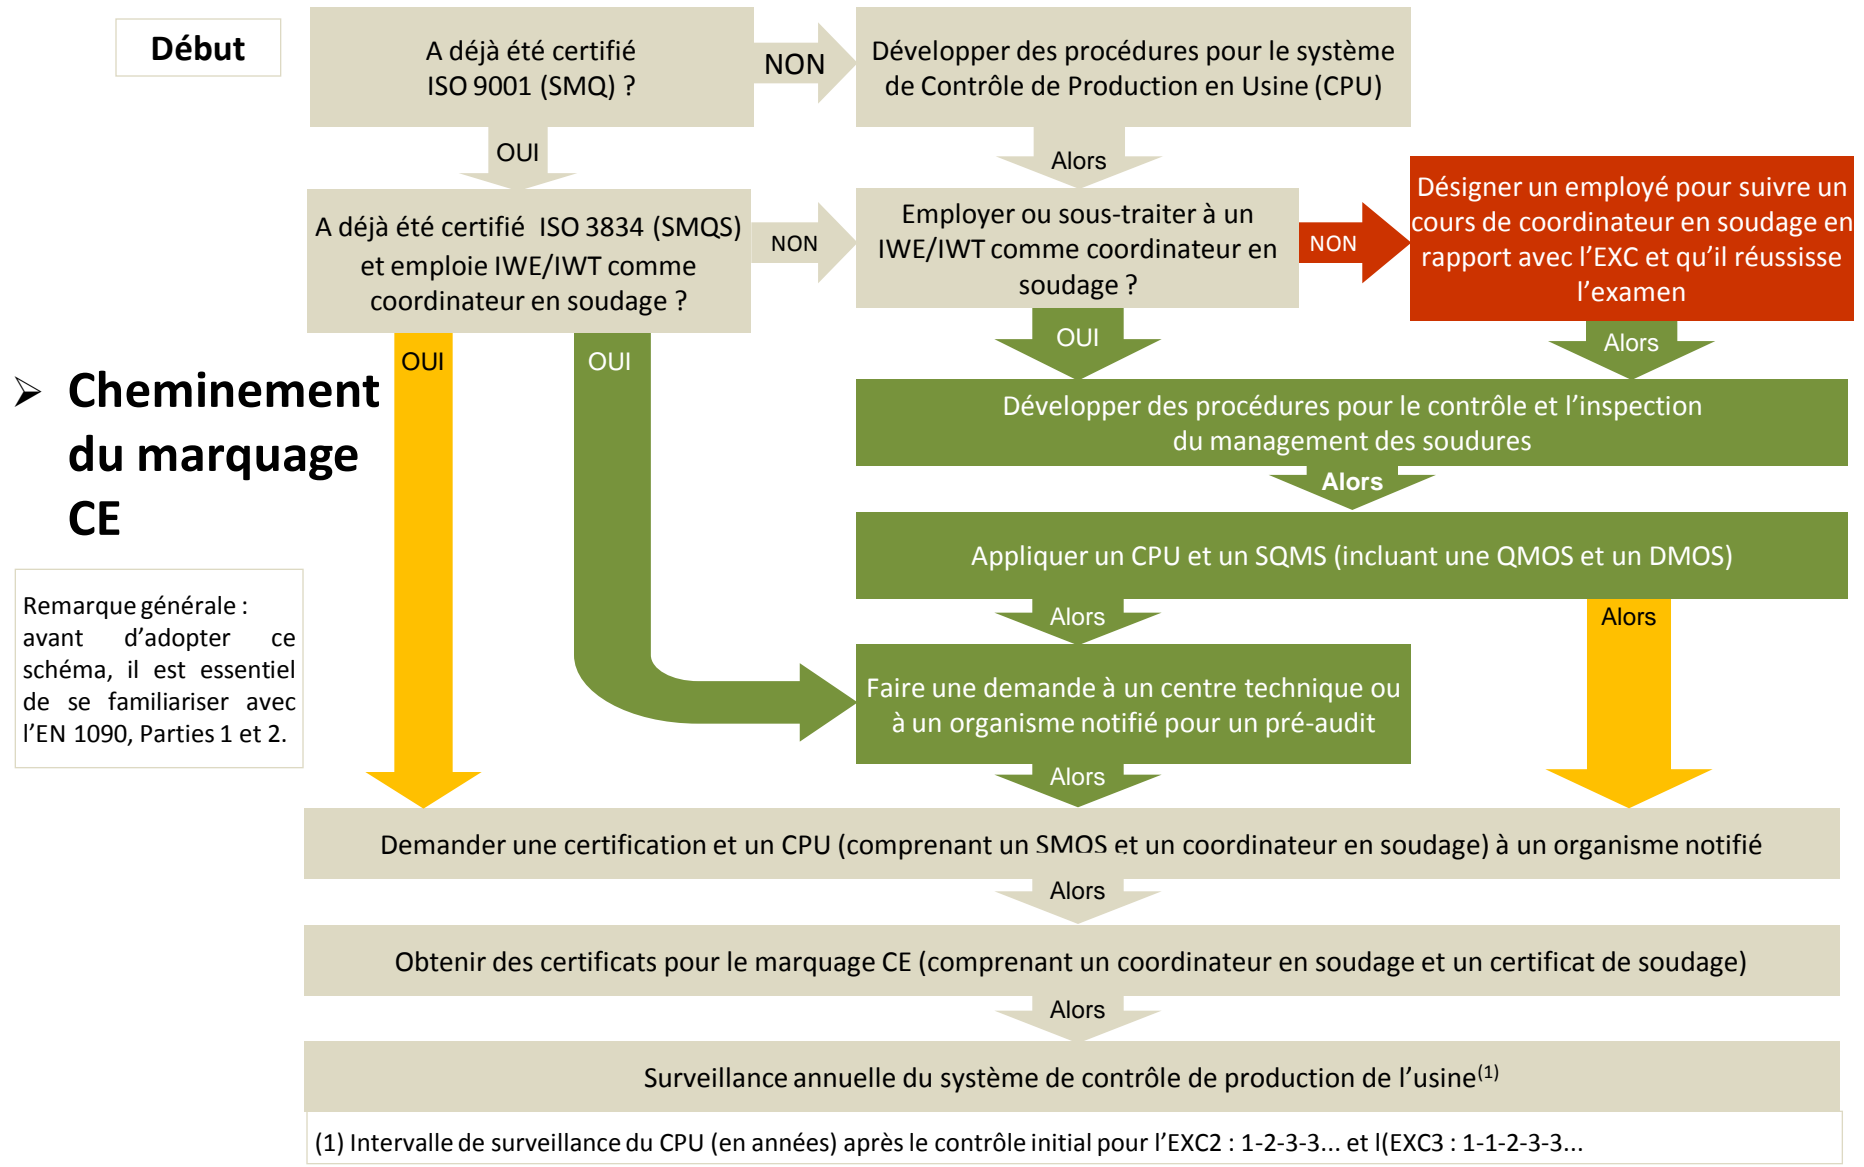 Début
A déjà été certifié
ISO 9001 (SMQ) ?
NON
Développer des procédures pour le système
de Contrôle de Production en Usine (CPU)
OUI
Alors
A déjà été certifié ISO 3834 (SMQS)
et emploie IWE/IWT comme
coordinateur en soudage ?
NON
Employer ou sous-traiter à un
IWE/IWT comme coordinateur en
soudage ?
NON
Désigner un employé pour suivre un
cours de coordinateur en soudage en
rapport avec l’EXC et qu’il réussisse
l’examen
OUI
OUI
OUI
Alors
➢ Cheminement
du marquage
CE
Développer des procédures pour le contrôle et l’inspection
du management des soudures
Alors
Appliquer un CPU et un SQMS (incluant une QMOS et un DMOS)
Alors
Alors
Remarque générale :
avant d’adopter ce
schéma, il est essentiel
de se familiariser avec
l’EN 1090, Parties 1 et 2.
Faire une demande à un centre technique ou
à un organisme notifié pour un pré-audit
Alors
Demander une certification et un CPU (comprenant un SMOS et un coordinateur en soudage) à un organisme notifié
Alors
Obtenir des certificats pour le marquage CE (comprenant un coordinateur en soudage et un certificat de soudage)
Alors
Surveillance annuelle du système de contrôle de production de l’usine(1)
(1) Intervalle de surveillance du CPU (en années) après le contrôle initial pour l’EXC2 : 1-2-3-3... et l(EXC3 : 1-1-2-3-3...